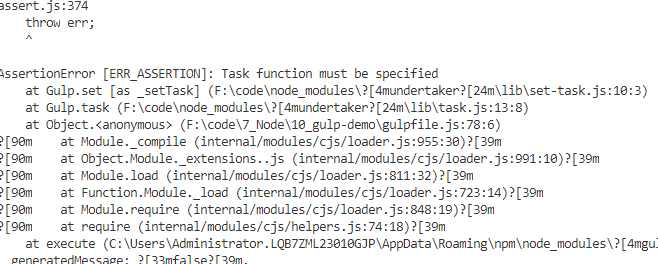 assert.js:374
    throw err;
    ^
AssertionError [ERR_ASSERTION]: Task function must be specified
    at Gulp.set [as _setTask] (F:\code\node_modules\?[4mundertaker?[24m\lib\set-task.js:10:3)
    at Gulp.task (F:\code\node_modules\?[4mundertaker?[24m\lib\task.js:13:8)
    at Object.<anonymous> (F:\code\7_Node\10_gulp-demo\gulpfile.js:78:6)
?[90m    at Module._compile (internal/modules/cjs/loader.js:955:30)?[39m
?[90m    at Object.Module._extensions..js (internal/modules/cjs/loader.js:991:10)?[39m
?[90m    at Module.load (internal/modules/cjs/loader.js:811:32)?[39m
?[90m    at Function.Module._load (internal/modules/cjs/loader.js:723:14)?[39m
?[90m    at Module.require (internal/modules/cjs/loader.js:848:19)?[39m
?[90m    at require (internal/modules/cjs/helpers.js:74:18)?[39m
    at execute (C:\Users\Administrator.LQB7ZML23010GJP\AppData\Roaming\npm\node_modules\?[4mgul
  generatedMessage: ?[33mfalse?[39m,